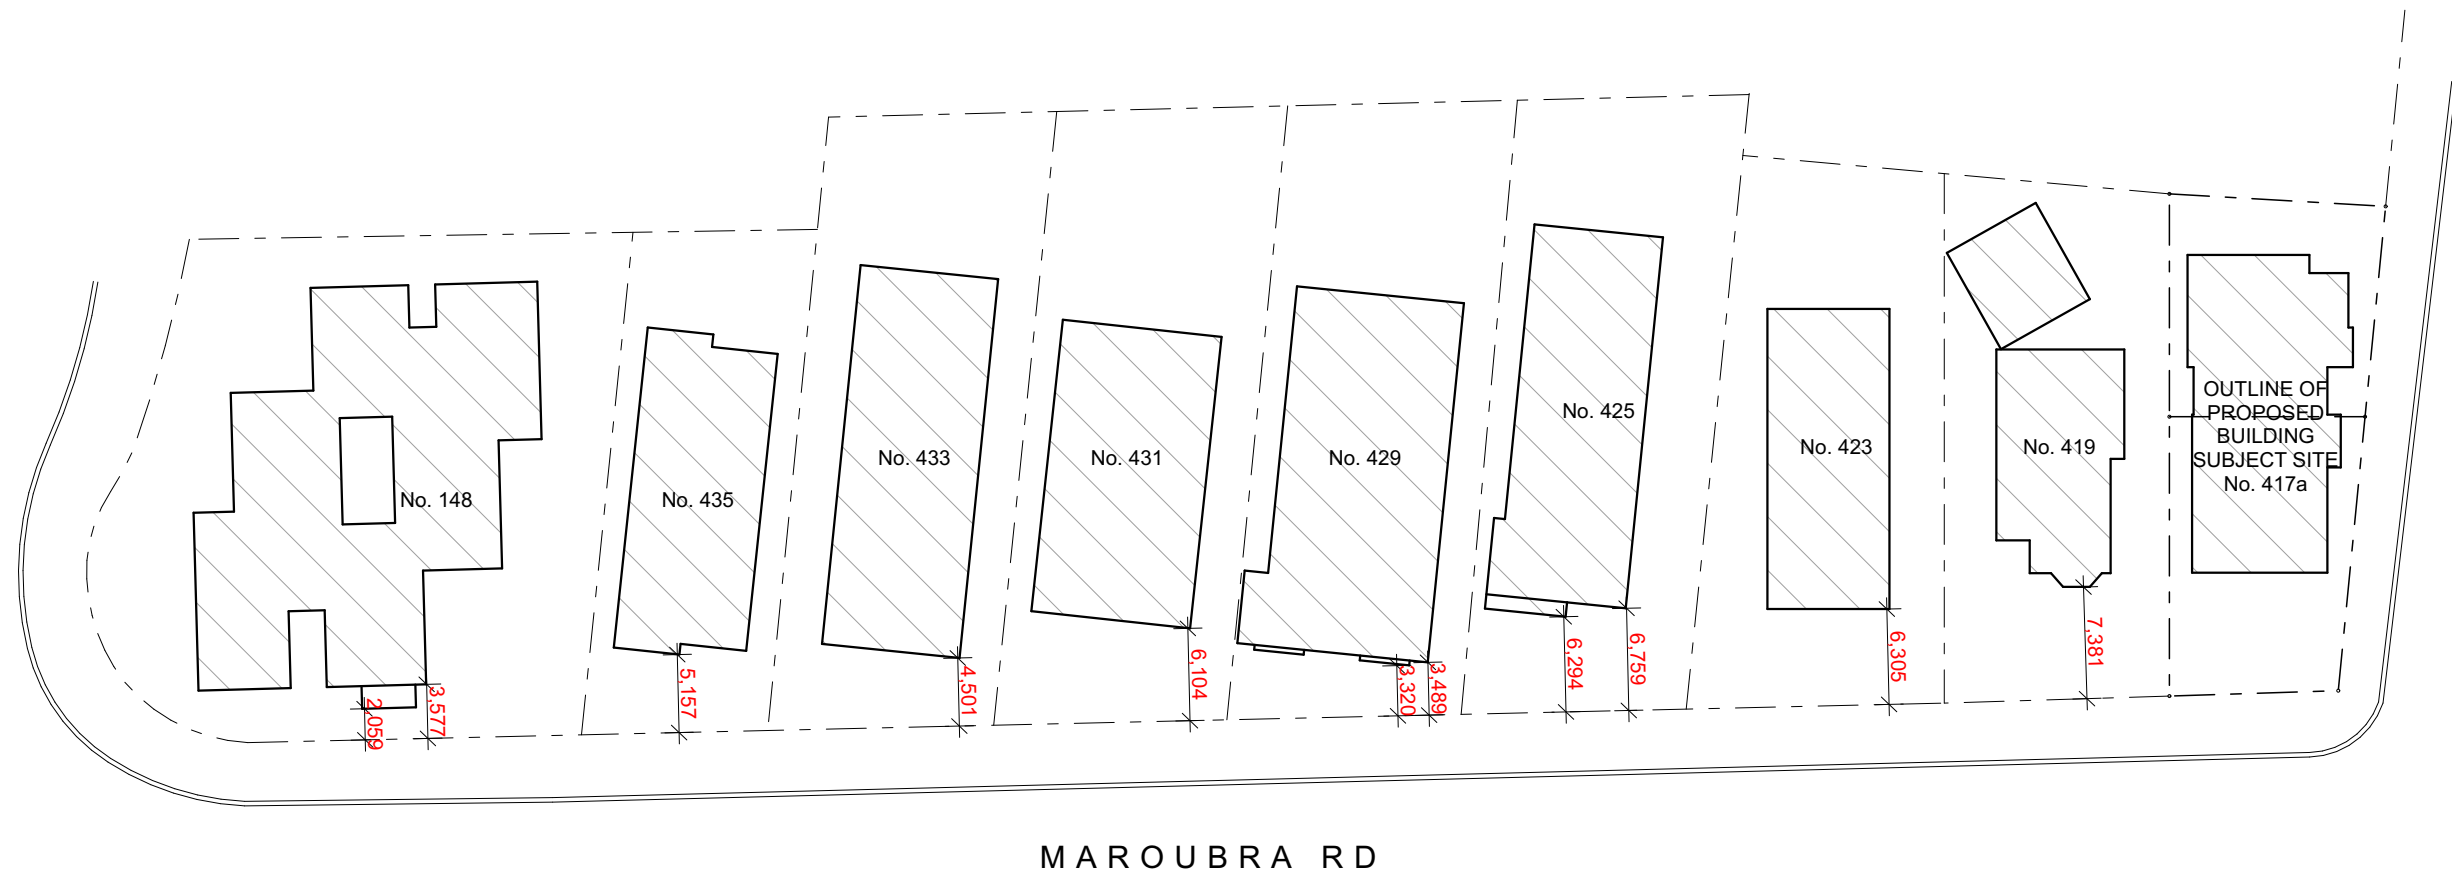 No. 148
No. 435
No. 433
No. 431
No. 429
No. 425
No. 423
No. 419
OUTLINE OF
PROPOSED
BUILDING
SUBJECT SITE
No. 417a
2,059
3,577
5,157
4,501
6,104
3,320
3,489
6,294
6,759
6,305
7,381
MAROUBRA RD